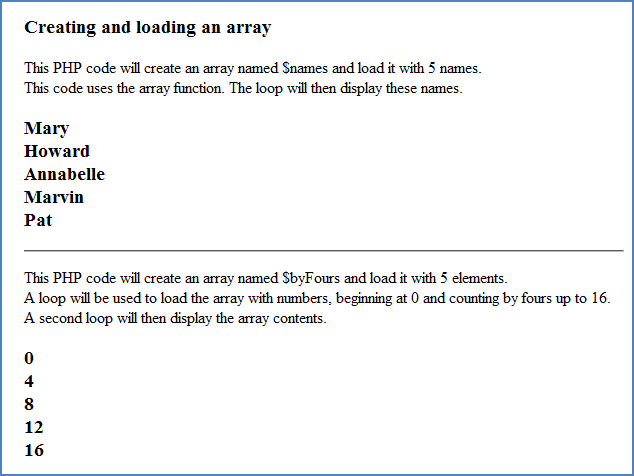 Creating and loading an array
This PHP code will create an array named $names and load it with 5 names.
This code uses the array function. The loop will then display these names.
Mary
Howard
Annabelle
Marvin
Pat
This PHP code will create an array named $byFours and load it with 5 elements.
A loop will be used to load the array with numbers, beginning at 0 and counting by fours up to 16.
A second loop will then display the array contents.
0
4
8
12
16